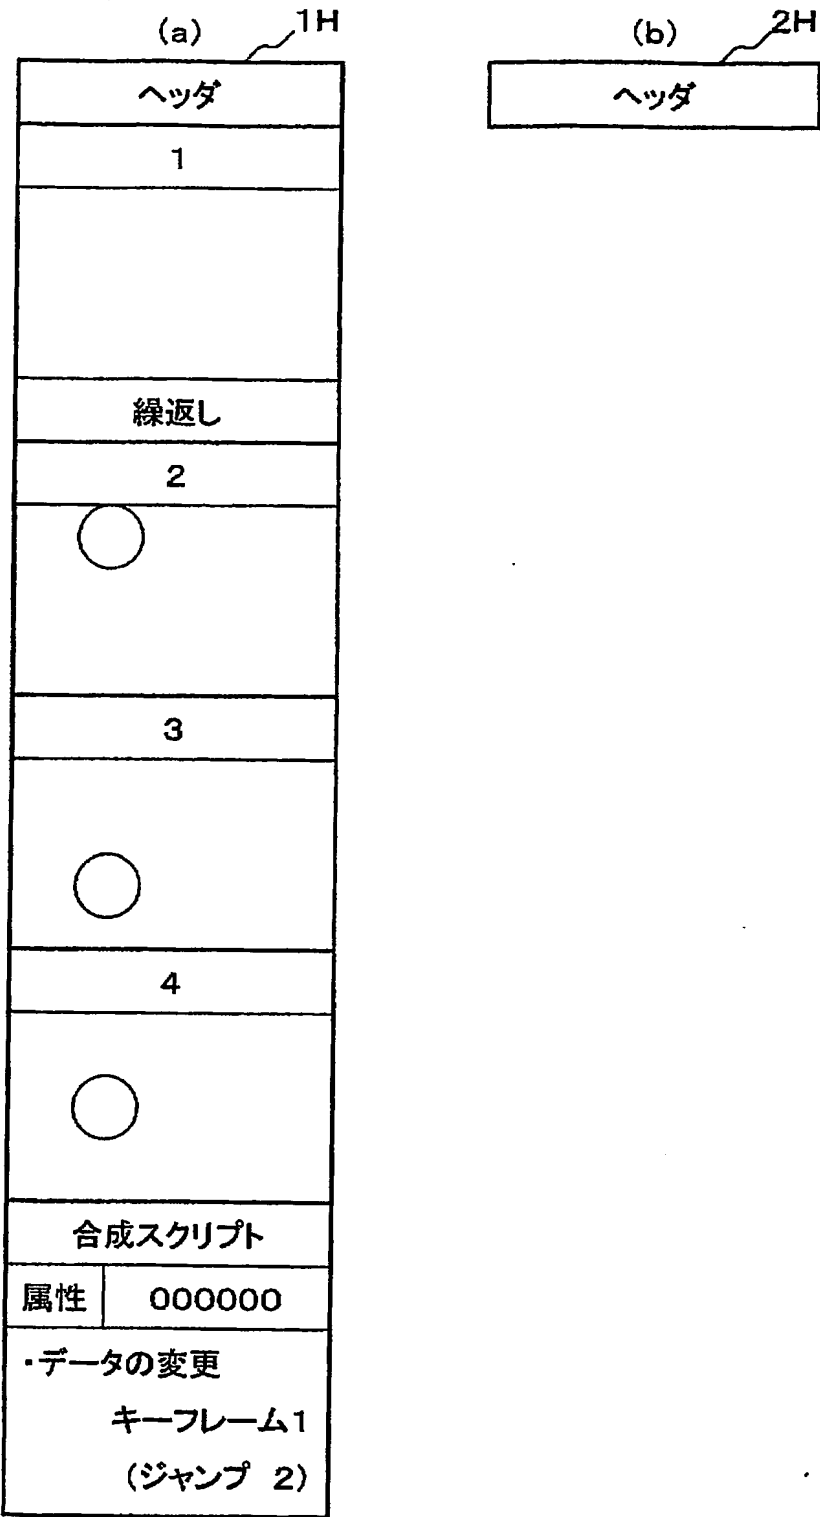 (a)
1H
(b)
2H
ヘッダ
ヘッダ
1
繰返し
2
3
4
合成スクリプト
属性 000000
・データの変更
キーフレーム1
(ジャンプ 2)